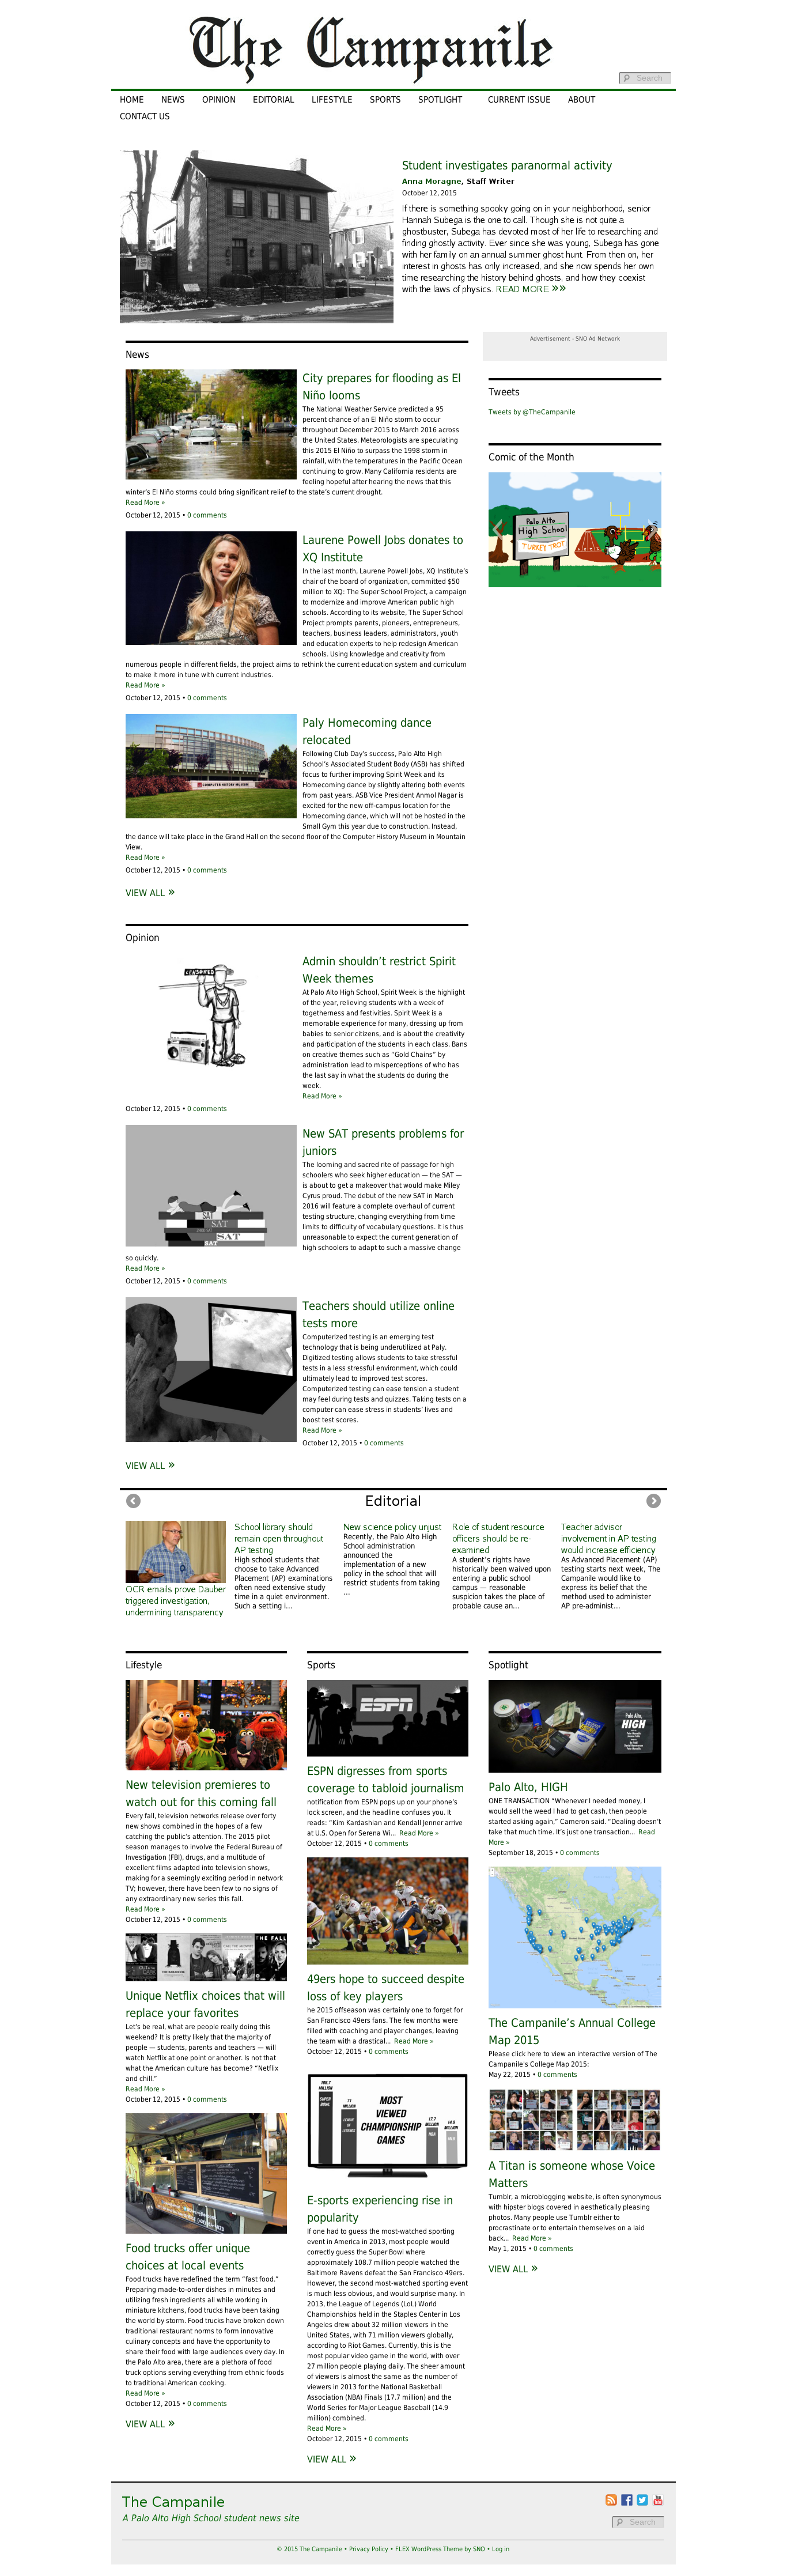 The Campanile
Search
HOME NEWS OPINION EDITORIAL LIFESTYLE SPORTS SPOTLIGHT CURRENT ISSUE ABOUT
CONTACT US
Student investigates paranormal activity
Anna Moragne, Staff Writer
October 12, 2015
If there is something spooky going on in your neighborhood, senior
Hannah Subega is the one to call. Though she is not quite a
ghostbuster, Subega has devoted most of her life to researching and
finding ghostly activity. Ever since she was young, Subega has gone
with her family on an annual summer ghost hunt. From then on, her
interest in ghosts has only increased, and she now spends her own
time researching the history behind ghosts, and how they coexist
with the laws of physics. READ MORE »»
Advertisement - SNO Ad Network
News
City prepares for flooding as El
Niño looms
The National Weather Service predicted a 95
percent chance of an El Niño storm to occur
throughout December 2015 to March 2016 across
the United States. Meteorologists are speculating
this 2015 El Niño to surpass the 1998 storm in
rainfall, with the temperatures in the Pacific Ocean
continuing to grow. Many California residents are
feeling hopeful after hearing the news that this
winter's El Niño storms could bring significant relief to the state's current drought.
Read More »
October 12, 2015 • 0 comments
Laurene Powell Jobs donates to
XQ Institute
In the last month, Laurene Powell Jobs, XQ Institute's
chair of the board of organization, committed $50
million to XQ: The Super School Project, a campaign
to modernize and improve American public high
schools. According to its website, The Super School
Project prompts parents, pioneers, entrepreneurs,
teachers, business leaders, administrators, youth
and education experts to help redesign American
schools. Using knowledge and creativity from
numerous people in different fields, the project aims to rethink the current education system and curriculum
to make it more in tune with current industries.
Read More »
October 12, 2015 • 0 comments
COMPUTER HISTORY MUSEUM
Paly Homecoming dance
relocated
Following Club Day's success, Palo Alto High
School's Associated Student Body (ASB) has shifted
focus to further improving Spirit Week and its
Homecoming dance by slightly altering both events
from past years. ASB Vice President Anmol Nagar is
excited for the new off-campus location for the
Homecoming dance, which will not be hosted in the
Small Gym this year due to construction. Instead,
the dance will take place in the Grand Hall on the second floor of the Computer History Museum in Mountain
View.
Read More »
October 12, 2015 • 0 comments
VIEW ALL »
Tweets
Tweets by @TheCampanile
Comic of the Month
Palo Alto
High School
TURKEY TROT
Opinion
CENSORED
Admin shouldn't restrict Spirit
Week themes
At Palo Alto High School, Spirit Week is the highlight
of the year, relieving students with a week of
togetherness and festivities. Spirit Week is a
memorable experience for many, dressing up from
babies to senior citizens, and is about the creativity
and participation of the students in each class. Bans
on creative themes such as "Gold Chains" by
administration lead to misperceptions of who has
the last say in what the students do during the
week.
Read More »
October 12, 2015 • 0 comments
SAT
SAT
SAT
New SAT presents problems for
juniors
The looming and sacred rite of passage for high
schoolers who seek higher education — the SAT —
is about to get a makeover that would make Miley
Cyrus proud. The debut of the new SAT in March
2016 will feature a complete overhaul of current
testing structure, changing everything from time
limits to difficulty of vocabulary questions. It is thus
unreasonable to expect the current generation of
high schoolers to adapt to such a massive change
so quickly.
Read More »
October 12, 2015 • 0 comments
Teachers should utilize online
tests more
Computerized testing is an emerging test
technology that is being underutilized at Paly.
Digitized testing allows students to take stressful
tests in a less stressful environment, which could
ultimately lead to improved test scores.
Computerized testing can ease tension a student
may feel during tests and quizzes. Taking tests on a
computer can ease stress in students' lives and
boost test scores.
Read More »
October 12, 2015 • 0 comments
VIEW ALL »
Editorial
OCR emails prove Dauber
triggered investigation,
undermining transparency
School library should
remain open throughout
AP testing
High school students that
choose to take Advanced
Placement (AP) examinations
often need extensive study
time in a quiet environment.
Such a setting i...
New science policy unjust
Recently, the Palo Alto High
School administration
announced the
implementation of a new
policy in the school that will
restrict students from taking
...
Role of student resource
officers should be re-
examined
A student's rights have
historically been waived upon
entering a public school
campus — reasonable
suspicion takes the place of
probable cause an...
Teacher advisor
involvement in AP testing
would increase efficiency
As Advanced Placement (AP)
testing starts next week, The
Campanile would like to
express its belief that the
method used to administer
AP pre-administ...
Lifestyle
New television premieres to
watch out for this coming fall
Every fall, television networks release over forty
new shows combined in the hopes of a few
catching the public's attention. The 2015 pilot
season manages to involve the Federal Bureau of
Investigation (FBI), drugs, and a multitude of
excellent films adapted into television shows,
making for a seemingly exciting period in network
TV; however, there have been few to no signs of
any extraordinary new series this fall.
Read More »
October 12, 2015 • 0 comments
THE FALL
Unique Netflix choices that will
replace your favorites
Let's be real, what are people really doing this
weekend? It is pretty likely that the majority of
people — students, parents and teachers — will
watch Netflix at one point or another. Is not that
what the American culture has become? "Netflix
and chill."
Read More »
October 12, 2015 • 0 comments
Food trucks offer unique
choices at local events
Food trucks have redefined the term "fast food."
Preparing made-to-order dishes in minutes and
utilizing fresh ingredients all while working in
miniature kitchens, food trucks have been taking
the world by storm. Food trucks have broken down
traditional restaurant norms to form innovative
culinary concepts and have the opportunity to
share their food with large audiences every day. In
the Palo Alto area, there are a plethora of food
truck options serving everything from ethnic foods
to traditional American cooking.
Read More »
October 12, 2015 • 0 comments
VIEW ALL »
Sports
ESPN
ESPN digresses from sports
coverage to tabloid journalism
notification from ESPN pops up on your phone's
lock screen, and the headline confuses you. It
reads: "Kim Kardashian and Kendall Jenner arrive
at U.S. Open for Serena Wi... Read More »
October 12, 2015 • 0 comments
49ers hope to succeed despite
loss of key players
he 2015 offseason was certainly one to forget for
San Francisco 49ers fans. The few months were
filled with coaching and player changes, leaving
the team with a drastical... Read More »
October 12, 2015 • 0 comments
108.7
MILLION
71
MILLION
MOST
VIEWED
CHAMPIONSHIP
GAMES
17.7
MILLION
14.9
MILLION
E-sports experiencing rise in
popularity
If one had to guess the most-watched sporting
event in America in 2013, most people would
correctly guess the Super Bowl where
approximately 108.7 million people watched the
Baltimore Ravens defeat the San Francisco 49ers.
However, the second most-watched sporting event
is much less obvious, and would surprise many. In
2013, the League of Legends (LoL) World
Championships held in the Staples Center in Los
Angeles drew about 32 million viewers in the
United States, with 71 million viewers globally,
according to Riot Games. Currently, this is the
most popular video game in the world, with over
27 million people playing daily. The sheer amount
of viewers is almost the same as the number of
viewers in 2013 for the National Basketball
Association (NBA) Finals (17.7 million) and the
World Series for Major League Baseball (14.9
million) combined.
Read More »
October 12, 2015 • 0 comments
VIEW ALL »
Spotlight
Palo Alto,
HIGH
Palo Alto, HIGH
ONE TRANSACTION "Whenever I needed money, I
would sell the weed I had to get cash, then people
started asking again," Cameron said. "Dealing doesn't
take that much time. It's just one transaction... Read
More »
September 18, 2015 • 0 comments
The Campanile's Annual College
Map 2015
Please click here to view an interactive version of The
Campanile's College Map 2015:
May 22, 2015 • 0 comments
A Titan is someone whose Voice
Matters
Tumblr, a microblogging website, is often synonymous
with hipster blogs covered in aesthetically pleasing
photos. Many people use Tumblr either to
procrastinate or to entertain themselves on a laid
back... Read More »
May 1, 2015 • 0 comments
VIEW ALL »
The Campanile
A Palo Alto High School student news site
Search
© 2015 The Campanile • Privacy Policy • FLEX WordPress Theme by SNO • Log in